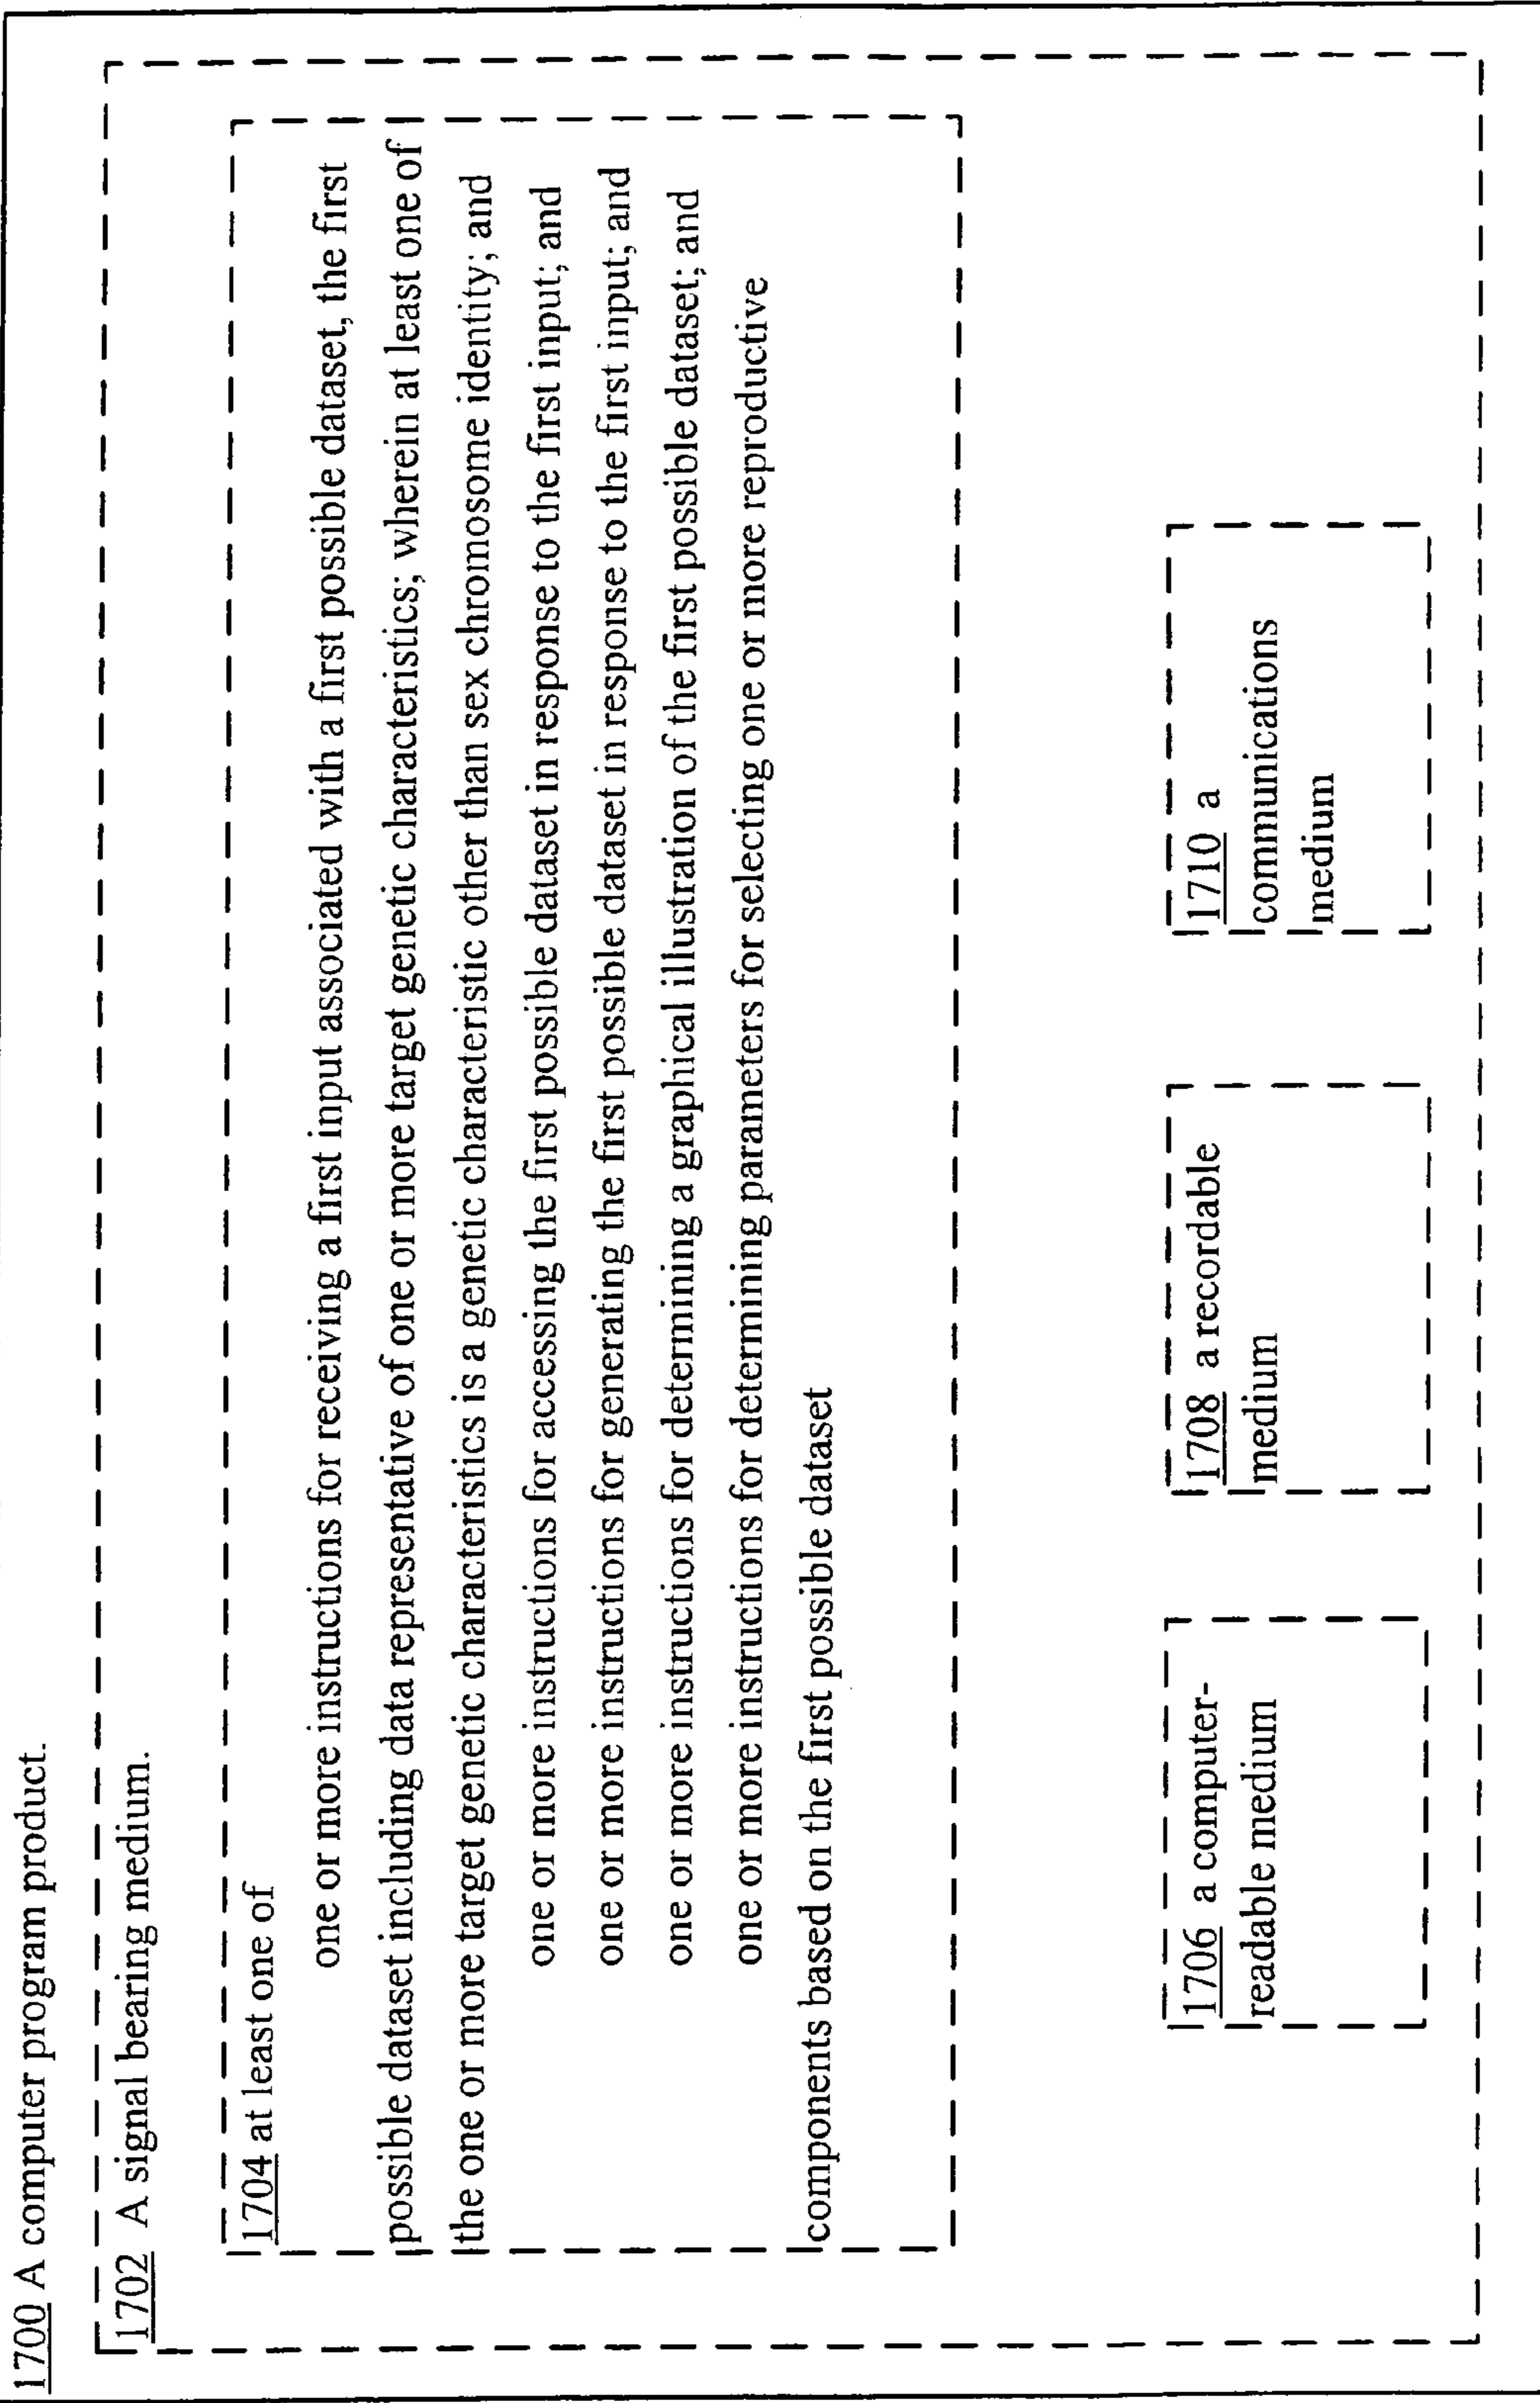 1700 A computer program product.
1702 A signal bearing medium.
1704 at least one of
one or more instructions for receiving a first input associated with a first possible dataset, the first
possible dataset including data representative of one or more target genetic characteristics; wherein at least one of
the one or more target genetic characteristics is a genetic characteristic other than sex chromosome identity; and
one or more instructions for accessing the first possible dataset in response to the first input; and
one or more instructions for generating the first possible dataset in response to the first input; and
one or more instructions for determining a graphical illustration of the first possible dataset; and
one or more instructions for determining parameters for selecting one or more reproductive
components based on the first possible dataset
1706 a computer-
readable medium
1708 a recordable
medium
1710 a
communications
medium